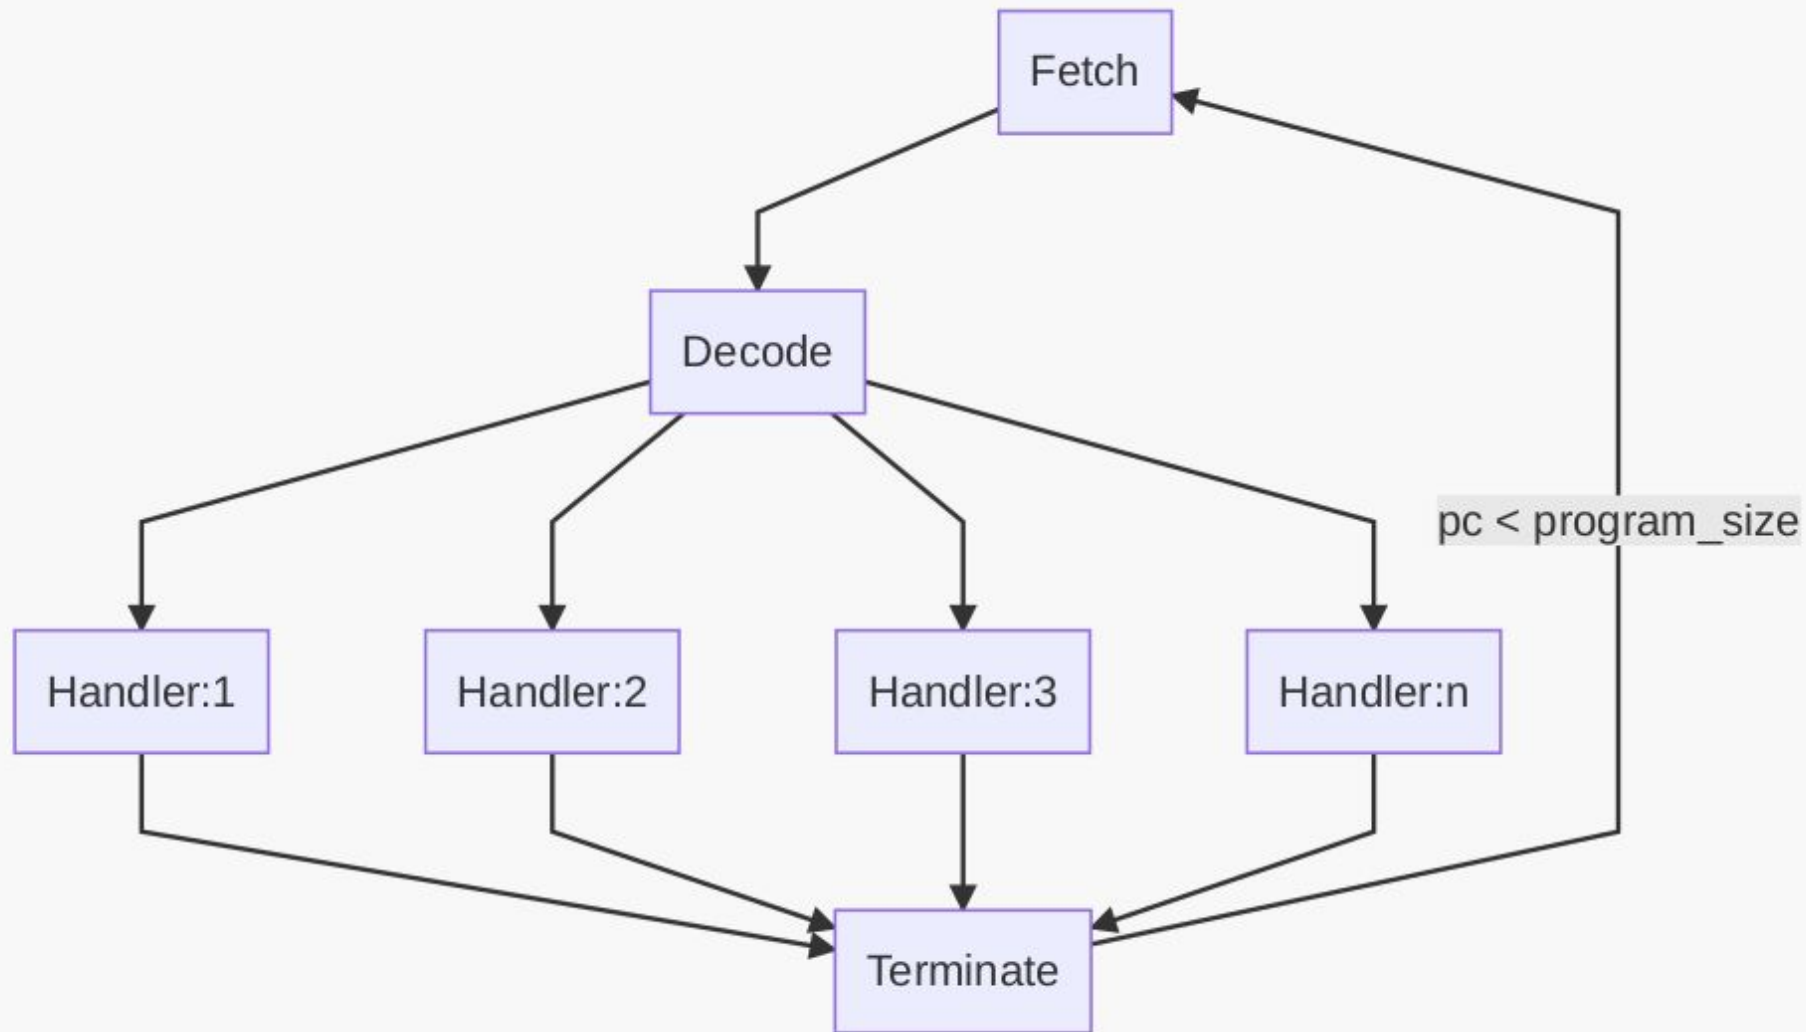 Fetch
Decode
pc < program_size
Handler:1
Handler:2
Handler:3
Handler:n
Terminate